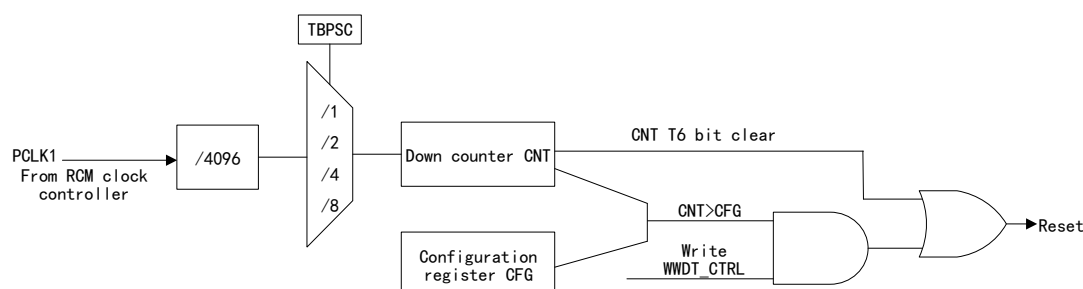 TBPSC
/1
/2
/4
/8
PCLK1
From RCM clock
controller
/4096
Down counter CNT
CNT T6 bit clear
CNT>CFG
Configuration
register CFG
Write
WWDT_CTRL
Reset